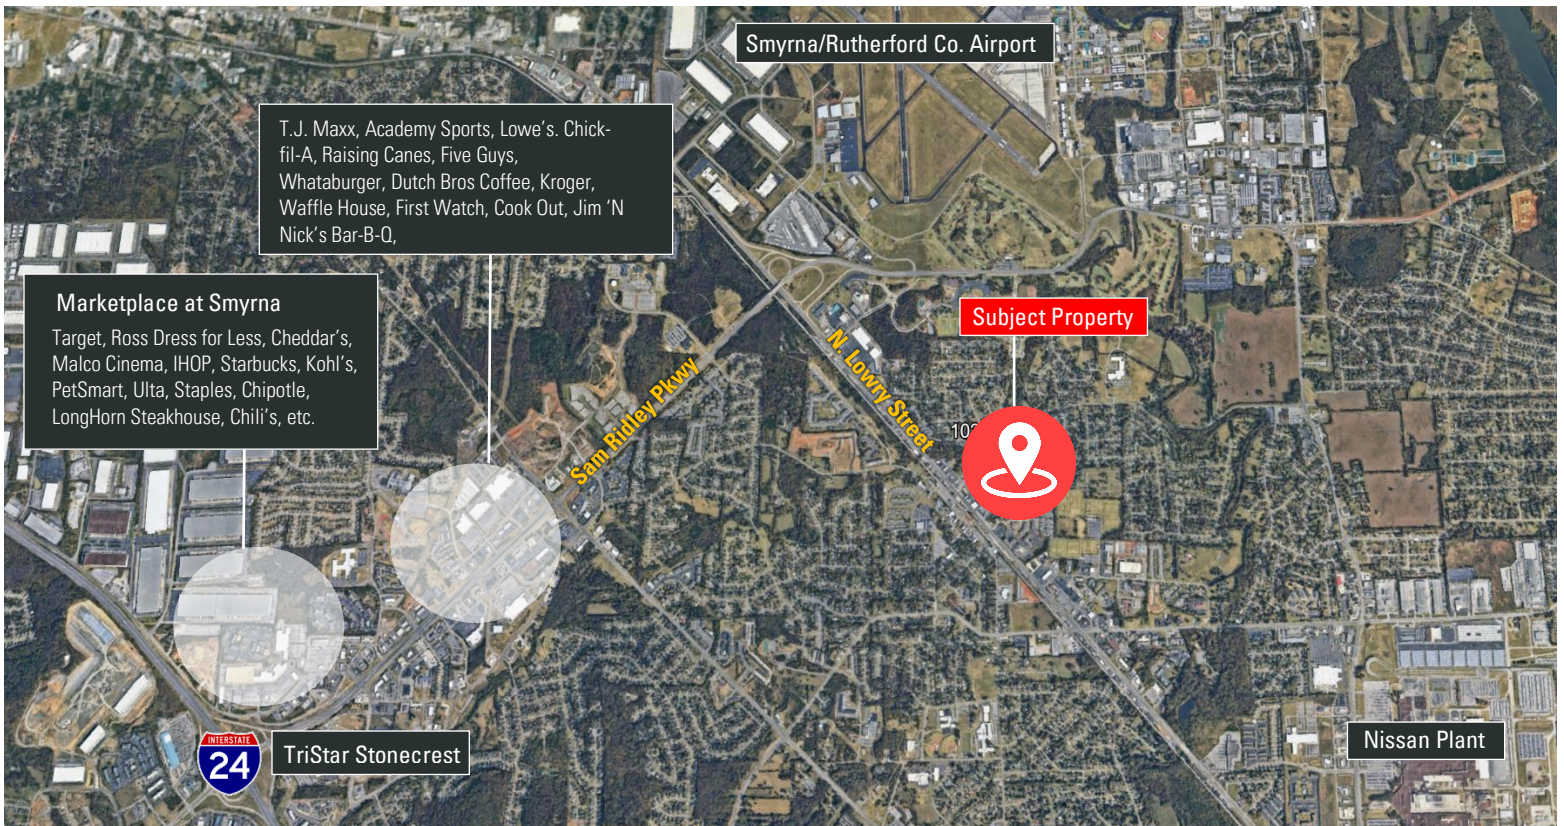 Smyrna/Rutherford Co. Airport
T.J. Maxx, Academy Sports, Lowe's. Chick-
fil-A, Raising Canes, Five Guys,
Whataburger, Dutch Bros Coffee, Kroger,
Waffle House, First Watch, Cook Out, Jim ‘N
Nick's Bar-B-Q,
Marketplace at Smyrna
Target, Ross Dress for Less, Cheddar's,
Malco Cinema, IHOP, Starbucks, Kohl's,
PetSmart, Ulta, Staples, Chipotle,
LongHorn Steakhouse, Chili's, etc.
Subject Property
Sam Ridley Pkwy
N. Lowry Street
INTERSTATE
24
TriStar Stonecrest
Nissan Plant